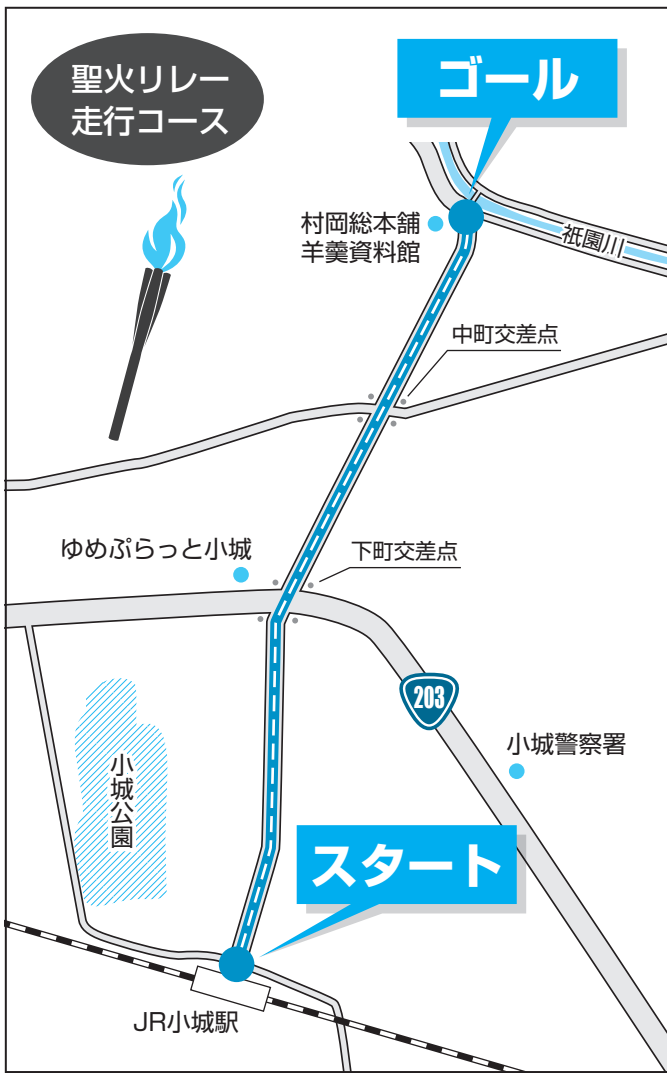 聖火リレー
走行コース
ゴール
村岡総本舗
羊羹資料館
祇園川
中町交差点
ゆめぷらっと小城
下町交差点
203
小城警察署
小城公園
スタート
JR小城駅